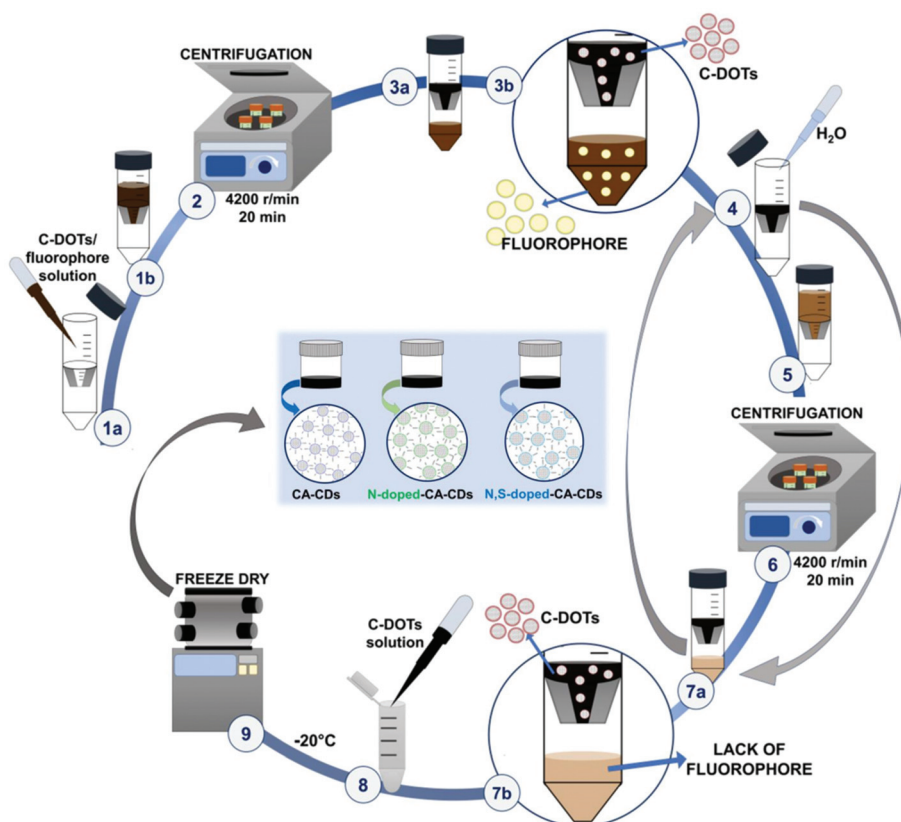 C-DOTs/
fluorophore
solution
1a
1b
2
CENTRIFUGATION
4200 r/min
20 min
3a
3b
C-DOTs
FLUOROPHORE
H₂O
4
5
CENTRIFUGATION
4200 r/min
20 min
6
7a
C-DOTs
LACK OF
FLUOROPHORE
7b
C-DOTs
solution
8
-20°C
9
FREEZE DRY
CA-CDs
N-doped-CA-CDs
N,S-doped-CA-CDs